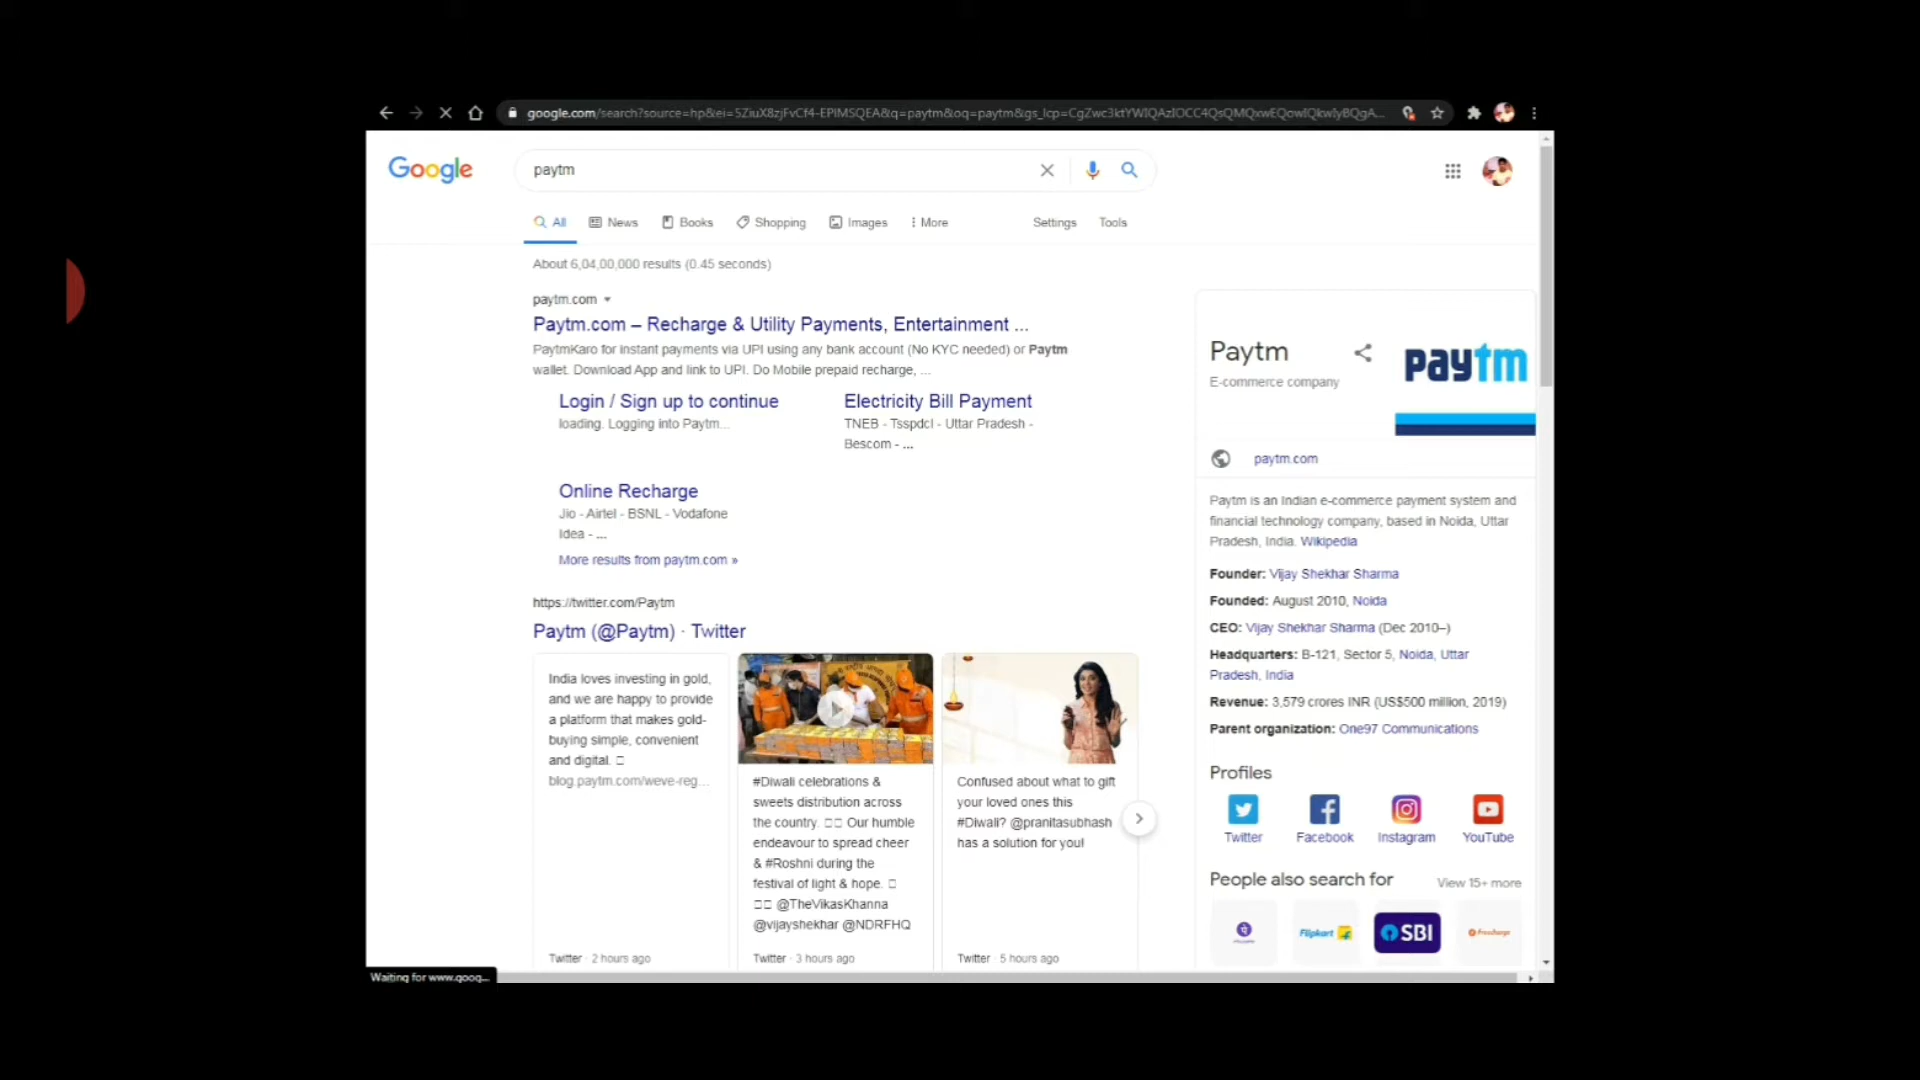 google.com/search?source=hp&ei=5ZiuX8zjFvCf4-EPIMSQEA&q=paytm&oq=paytm&gs_lcp=CgZwc3ktYWIQAzIOCC4QsQMQxwEQowIQkwIyBQgA...
Google
paytm
All News Books Shopping Images More Settings Tools
About 6,04,00,000 results (0.45 seconds)
paytm.com
Paytm.com – Recharge & Utility Payments, Entertainment ...
PaytmKaro for instant payments via UPI using any bank account (No KYC needed) or Paytm
wallet. Download App and link to UPI. Do Mobile prepaid recharge, ...
Login / Sign up to continue
loading. Logging into Paytm...
Electricity Bill Payment
TNEB - Tsspdcl - Uttar Pradesh -
Bescom - ...
Online Recharge
Jio - Airtel - BSNL - Vodafone
Idea - ...
More results from paytm.com »
https://twitter.com/Paytm
Paytm (@Paytm) · Twitter
India loves investing in gold,
and we are happy to provide
a platform that makes gold-
buying simple, convenient
and digital.
blog.paytm.com/weve-reg...
Twitter · 2 hours ago
#Diwali celebrations &
sweets distribution across
the country. Our humble
endeavour to spread cheer
& #Roshni during the
festival of light & hope.
@TheVikasKhanna
@vijayshekhar @NDRFHQ
Twitter · 3 hours ago
Confused about what to gift
your loved ones this
#Diwali? @pranitasubhash
has a solution for you!
Twitter · 5 hours ago
Paytm
E-commerce company
paytm
paytm.com
Paytm is an Indian e-commerce payment system and
financial technology company, based in Noida, Uttar
Pradesh, India. Wikipedia
Founder: Vijay Shekhar Sharma
Founded: August 2010, Noida
CEO: Vijay Shekhar Sharma (Dec 2010–)
Headquarters: B-121, Sector 5, Noida, Uttar
Pradesh, India
Revenue: 3,579 crores INR (US$500 million, 2019)
Parent organization: One97 Communications
Profiles
Twitter Facebook Instagram YouTube
People also search for View 15+ more
Flipkart SBI freecharge
Waiting for www.goog...